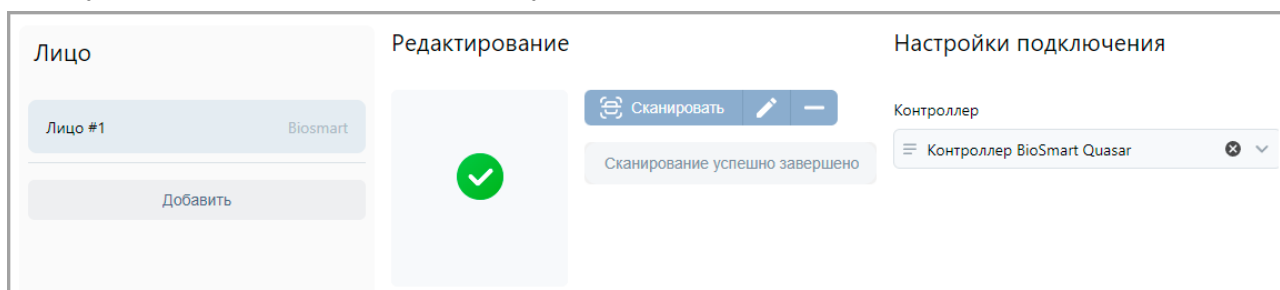 Лицо
Лицо #1 Biosmart
Добавить
Редактирование
Сканировать
Сканирование успешно завершено
Настройки подключения
Контроллер
Контроллер BioSmart Quasar